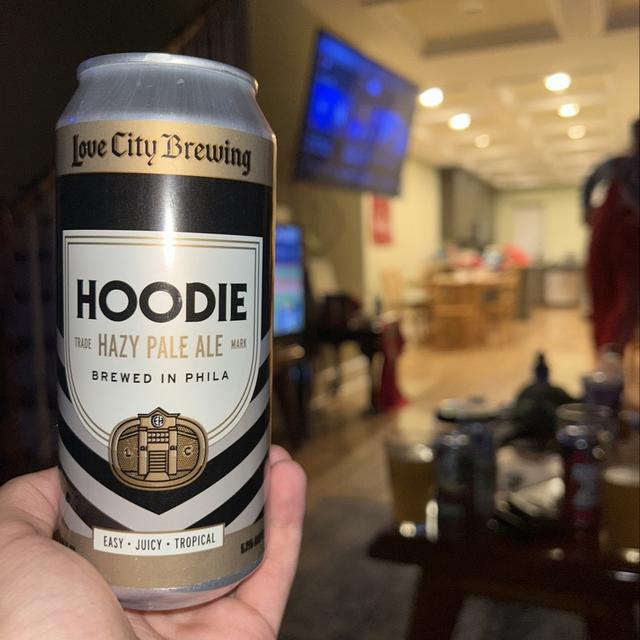 Love City Brewing
HOODIE
TRADE HAZY PALE ALE MARK
BREWED IN PHILA
L C
EASY • JUICY • TROPICAL